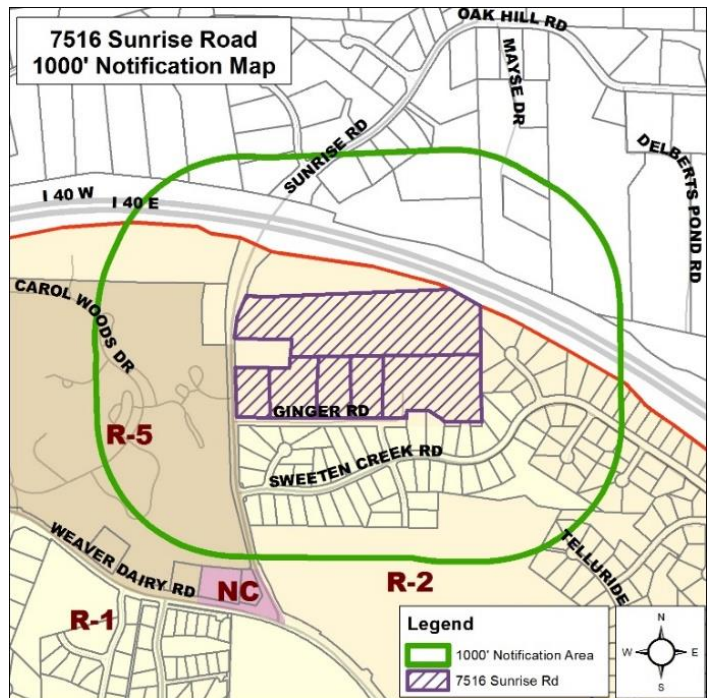 7516 Sunrise Road
1000' Notification Map
OAK HILL RD
MAYSE DR
SUNRISE RD
DELBERTS POND RD
I 40 W
I 40 E
CAROL WOODS DR
GINGER RD
R-5
SWEETEN CREEK RD
WEAVER DAIRY RD
TELLURIDE
NC
R-2
R-1
Legend
1000' Notification Area
7516 Sunrise Rd
N
W
E
S